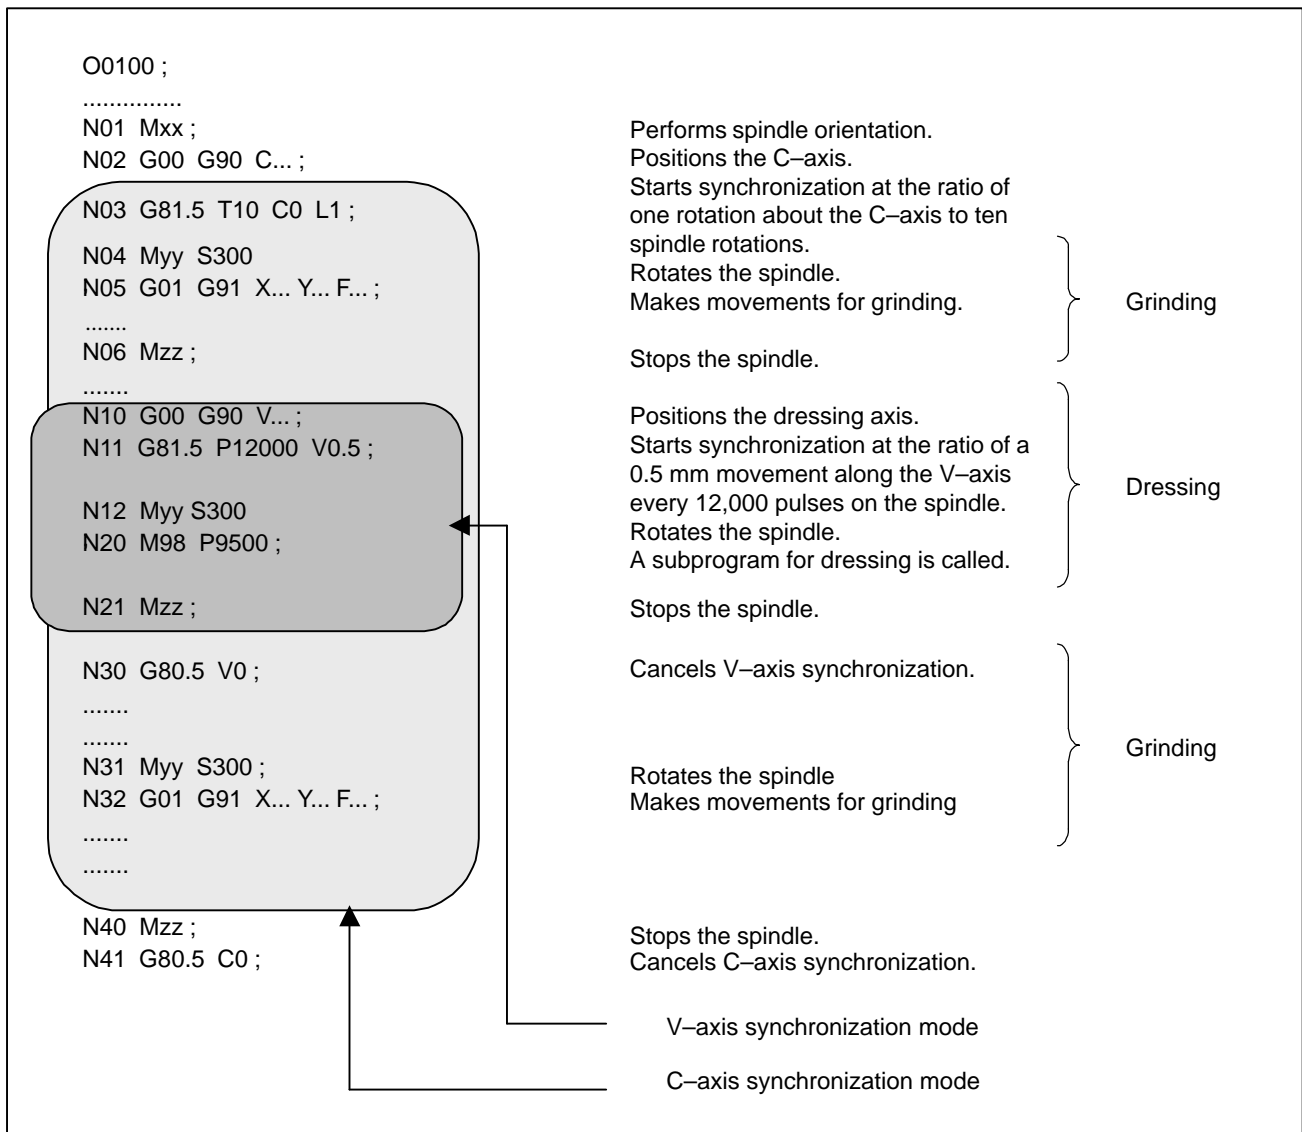 O0100 ;
...............
N01 Mxx ;
Performs spindle orientation.
N02 G00 G90 C... ;
Positions the C–axis.
N03 G81.5 T10 C0 L1 ;
Starts synchronization at the ratio of
one rotation about the C–axis to ten
spindle rotations.
N04 Myy S300
Rotates the spindle.
N05 G01 G91 X... Y... F... ;
Makes movements for grinding.
Grinding
.......
N06 Mzz ;
Stops the spindle.
.......
N10 G00 G90 V... ;
Positions the dressing axis.
N11 G81.5 P12000 V0.5 ;
Starts synchronization at the ratio of a
0.5 mm movement along the V–axis
every 12,000 pulses on the spindle.
Dressing
N12 Myy S300
Rotates the spindle.
N20 M98 P9500 ;
A subprogram for dressing is called.
N21 Mzz ;
Stops the spindle.
N30 G80.5 V0 ;
Cancels V–axis synchronization.
.......
.......
Grinding
N31 Myy S300 ;
Rotates the spindle
N32 G01 G91 X... Y... F... ;
Makes movements for grinding
.......
.......
N40 Mzz ;
Stops the spindle.
N41 G80.5 C0 ;
Cancels C–axis synchronization.
V–axis synchronization mode
C–axis synchronization mode